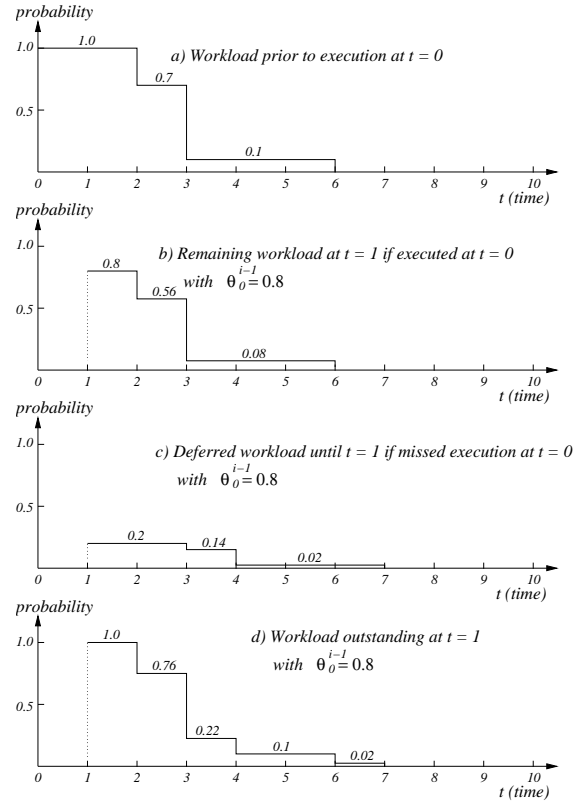 probability
1.0
1.0
a) Workload prior to execution at t = 0
0.7
0.5
0.1
0 1 2 3 4 5 6 7 8 9 10
t (time)
probability
1.0
b) Remaining workload at t = 1 if executed at t = 0
0.8
with θ₀ⁱ⁻¹ = 0.8
0.56
0.5
0.08
0 1 2 3 4 5 6 7 8 9 10
t (time)
probability
1.0
c) Deferred workload until t = 1 if missed execution at t = 0
with θ₀ⁱ⁻¹ = 0.8
0.5
0.2
0.14
0.02
0 1 2 3 4 5 6 7 8 9 10
t (time)
probability
1.0
1.0
d) Workload outstanding at t = 1
with θ₀ⁱ⁻¹ = 0.8
0.76
0.5
0.22
0.1
0.02
0 1 2 3 4 5 6 7 8 9 10
t (time)